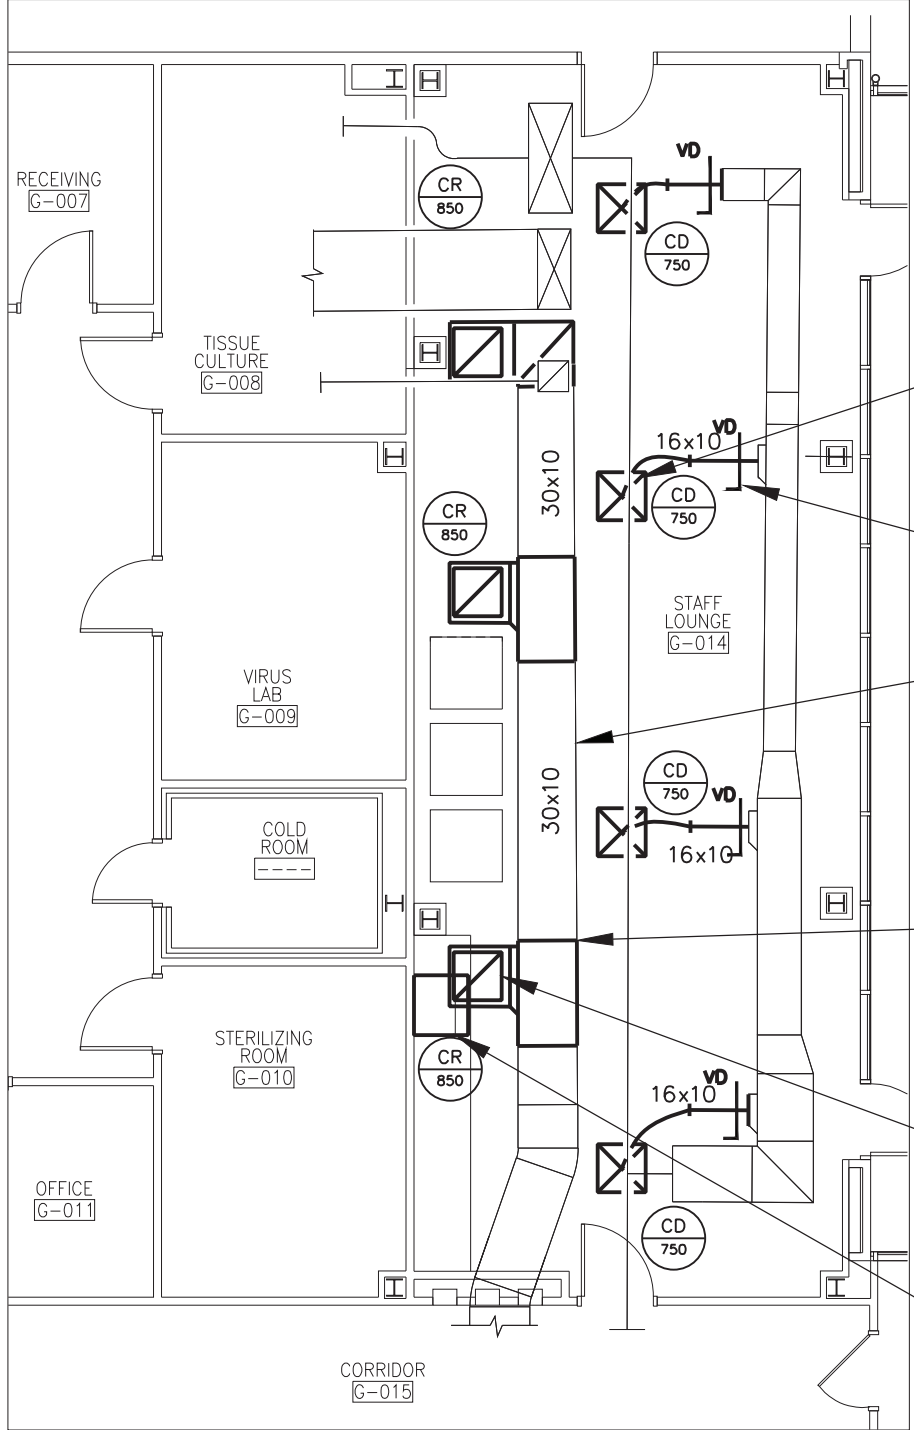 VD
RECEIVING
G-007
CR
850
CD
750
TISSUE
CULTURE
G-008
VD
16x10
30x10
CR
850
CD
750
STAFF
LOUNGE
G-014
VIRUS
LAB
G-009
CD
750
VD
30x10
16x10
COLD
ROOM
----
STERILIZING
ROOM
G-010
CR
850
VD
16x10
OFFICE
G-011
CD
750
CORRIDOR
G-015